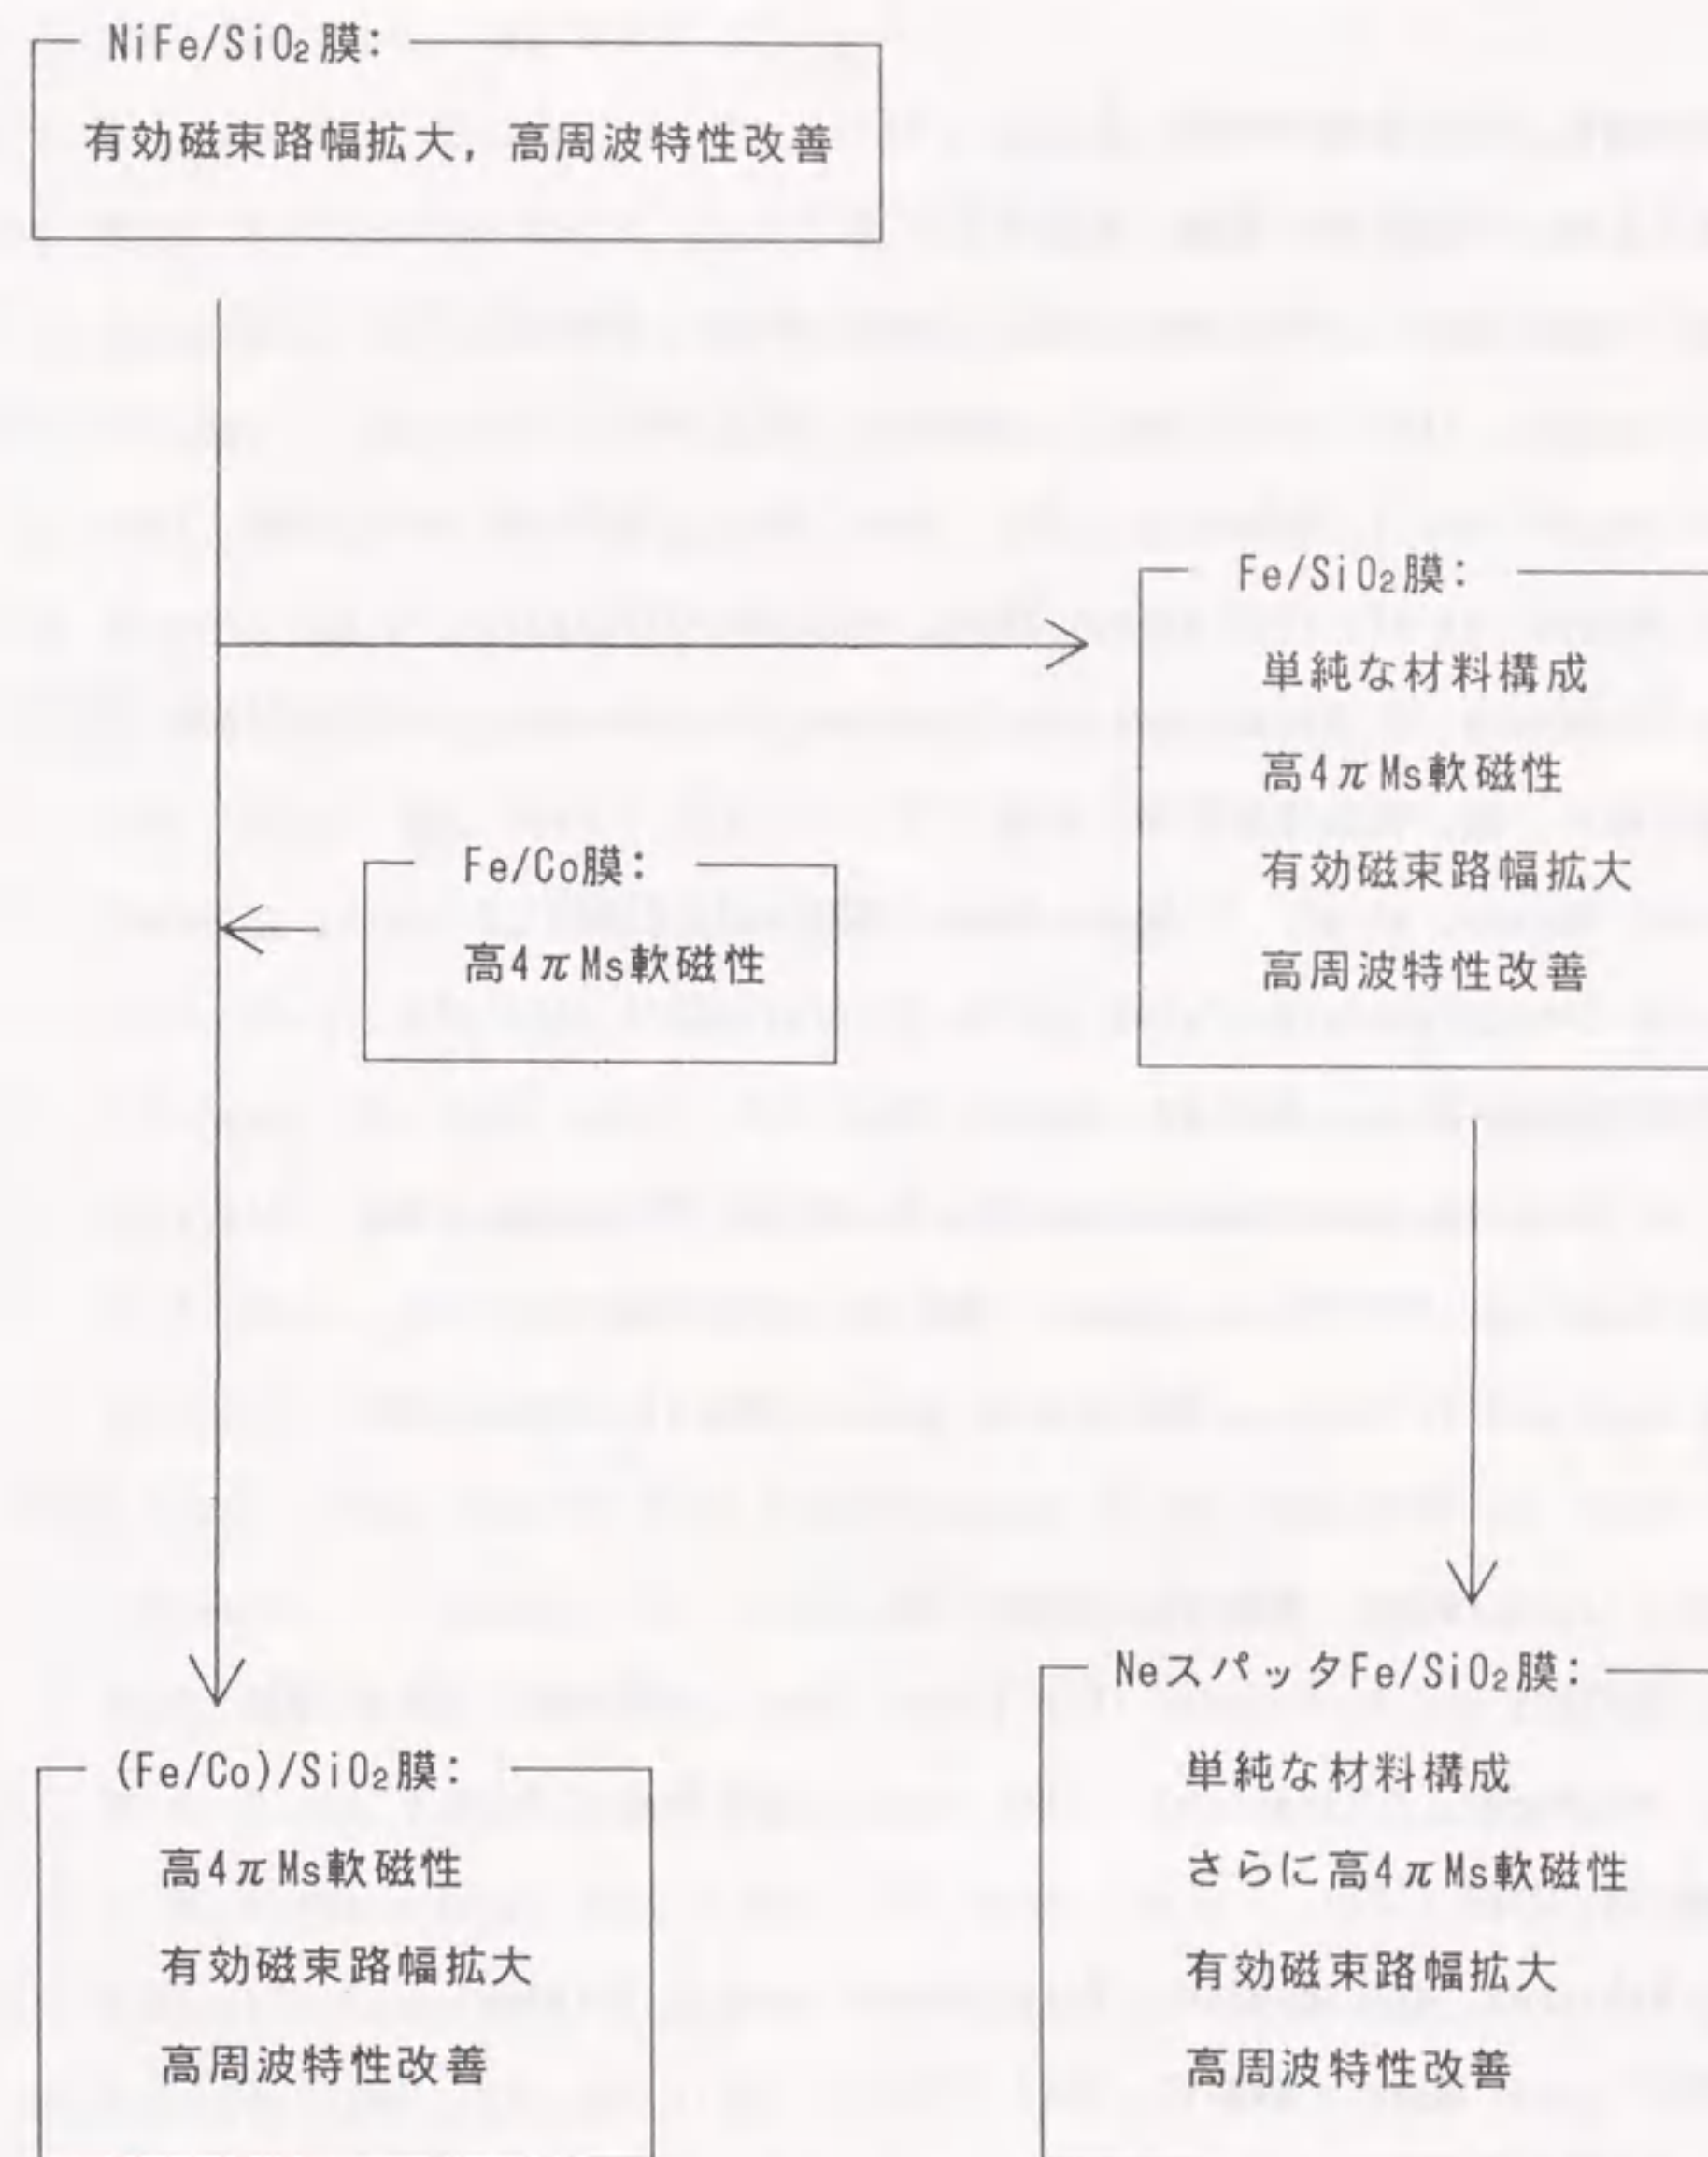 NiFe/SiO₂膜:
有効磁束路幅拡大, 高周波特性改善
Fe/SiO₂膜:
単純な材料構成
高4πMs軟磁性
有効磁束路幅拡大
高周波特性改善
Fe/Co膜:
高4πMs軟磁性
NeスパッタFe/SiO₂膜:
単純な材料構成
さらに高4πMs軟磁性
有効磁束路幅拡大
高周波特性改善
(Fe/Co)/SiO₂膜:
高4πMs軟磁性
有効磁束路幅拡大
高周波特性改善